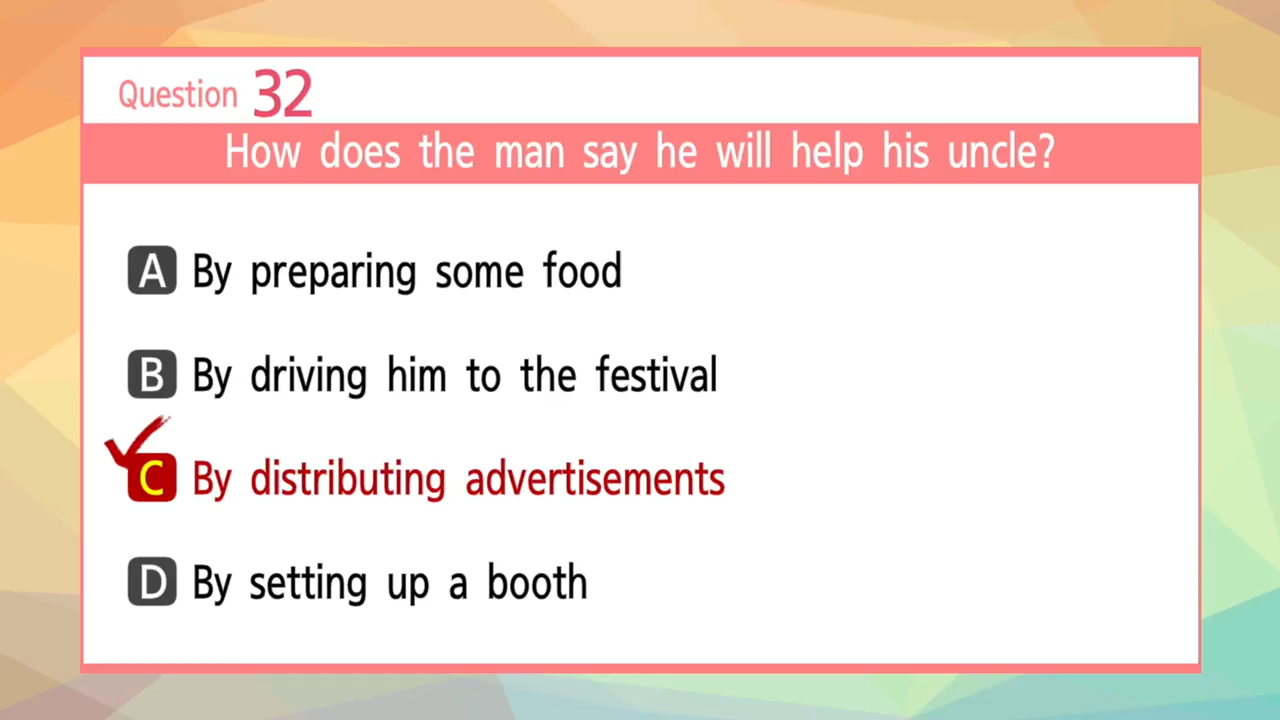 Question 32
How does the man say he will help his uncle?
A By preparing some food
B By driving him to the festival
C By distributing advertisements
D By setting up a booth